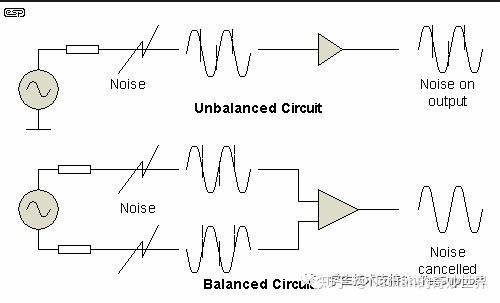 esp
Noise
Noise on
output
Unbalanced Circuit
Noise
Noise
cancelled
Balanced Circuit